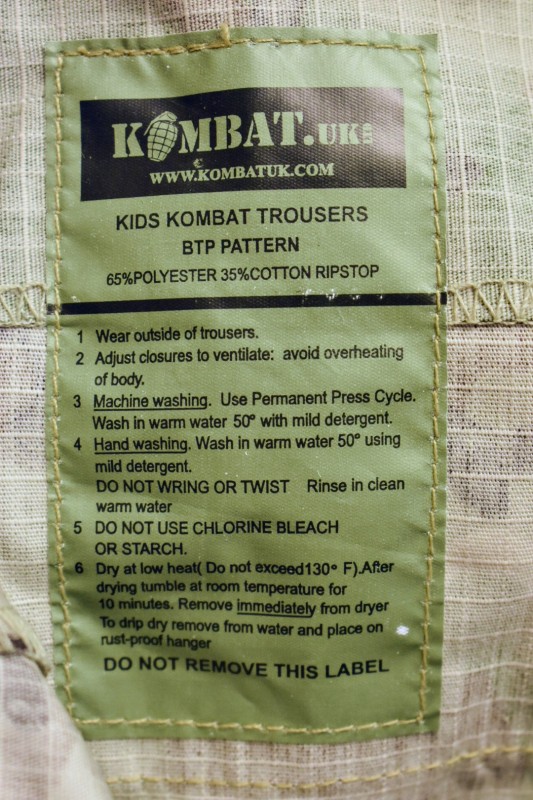 KOMBAT.UK LTD
WWW.KOMBATUK.COM
KIDS KOMBAT TROUSERS
BTP PATTERN
65%POLYESTER 35%COTTON RIPSTOP
1 Wear outside of trousers.
2 Adjust closures to ventilate: avoid overheating
of body.
3 Machine washing. Use Permanent Press Cycle.
Wash in warm water 50° with mild detergent.
4 Hand washing. Wash in warm water 50° using
mild detergent.
DO NOT WRING OR TWIST Rinse in clean
warm water
5 DO NOT USE CHLORINE BLEACH
OR STARCH.
6 Dry at low heat( Do not exceed130° F).After
drying tumble at room temperature for
10 minutes. Remove immediately from dryer
To drip dry remove from water and place on
rust-proof hanger
DO NOT REMOVE THIS LABEL